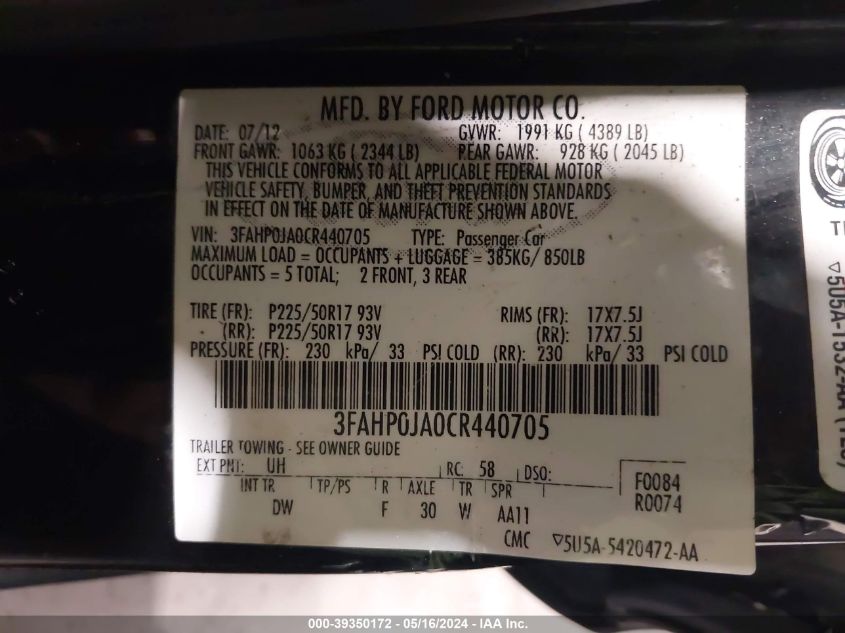 MFD. BY FORD MOTOR CO.
DATE: 07/12 GVWR: 1991 KG ( 4389 LB)
FRONT GAWR: 1063 KG ( 2344 LB) REAR GAWR: 928 KG ( 2045 LB)
THIS VEHICLE CONFORMS TO ALL APPLICABLE FEDERAL MOTOR
VEHICLE SAFETY, BUMPER, AND THEFT PREVENTION STANDARDS
IN EFFECT ON THE DATE OF MANUFACTURE SHOWN ABOVE.
VIN: 3FAHP0JA0CR440705 TYPE: Passenger Car
MAXIMUM LOAD = OCCUPANTS + LUGGAGE = 385KG/ 850LB
OCCUPANTS = 5 TOTAL; 2 FRONT, 3 REAR
TIRE (FR): P225/50R17 93V RIMS (FR): 17X7.5J
(RR): P225/50R17 93V (RR): 17X7.5J
PRESSURE (FR): 230 kPa/ 33 PSI COLD (RR): 230 kPa/ 33 PSI COLD
3FAHP0JA0CR440705
TRAILER TOWING - SEE OWNER GUIDE
EXT PNT: UH RC: 58 DSO: F0084
INT TR TP/PS R AXLE TR SPR R0074
DW F 30 W AA11
CMC ▽5U5A-5420472-AA
000-39350172 - 05/16/2024 - IAA Inc.